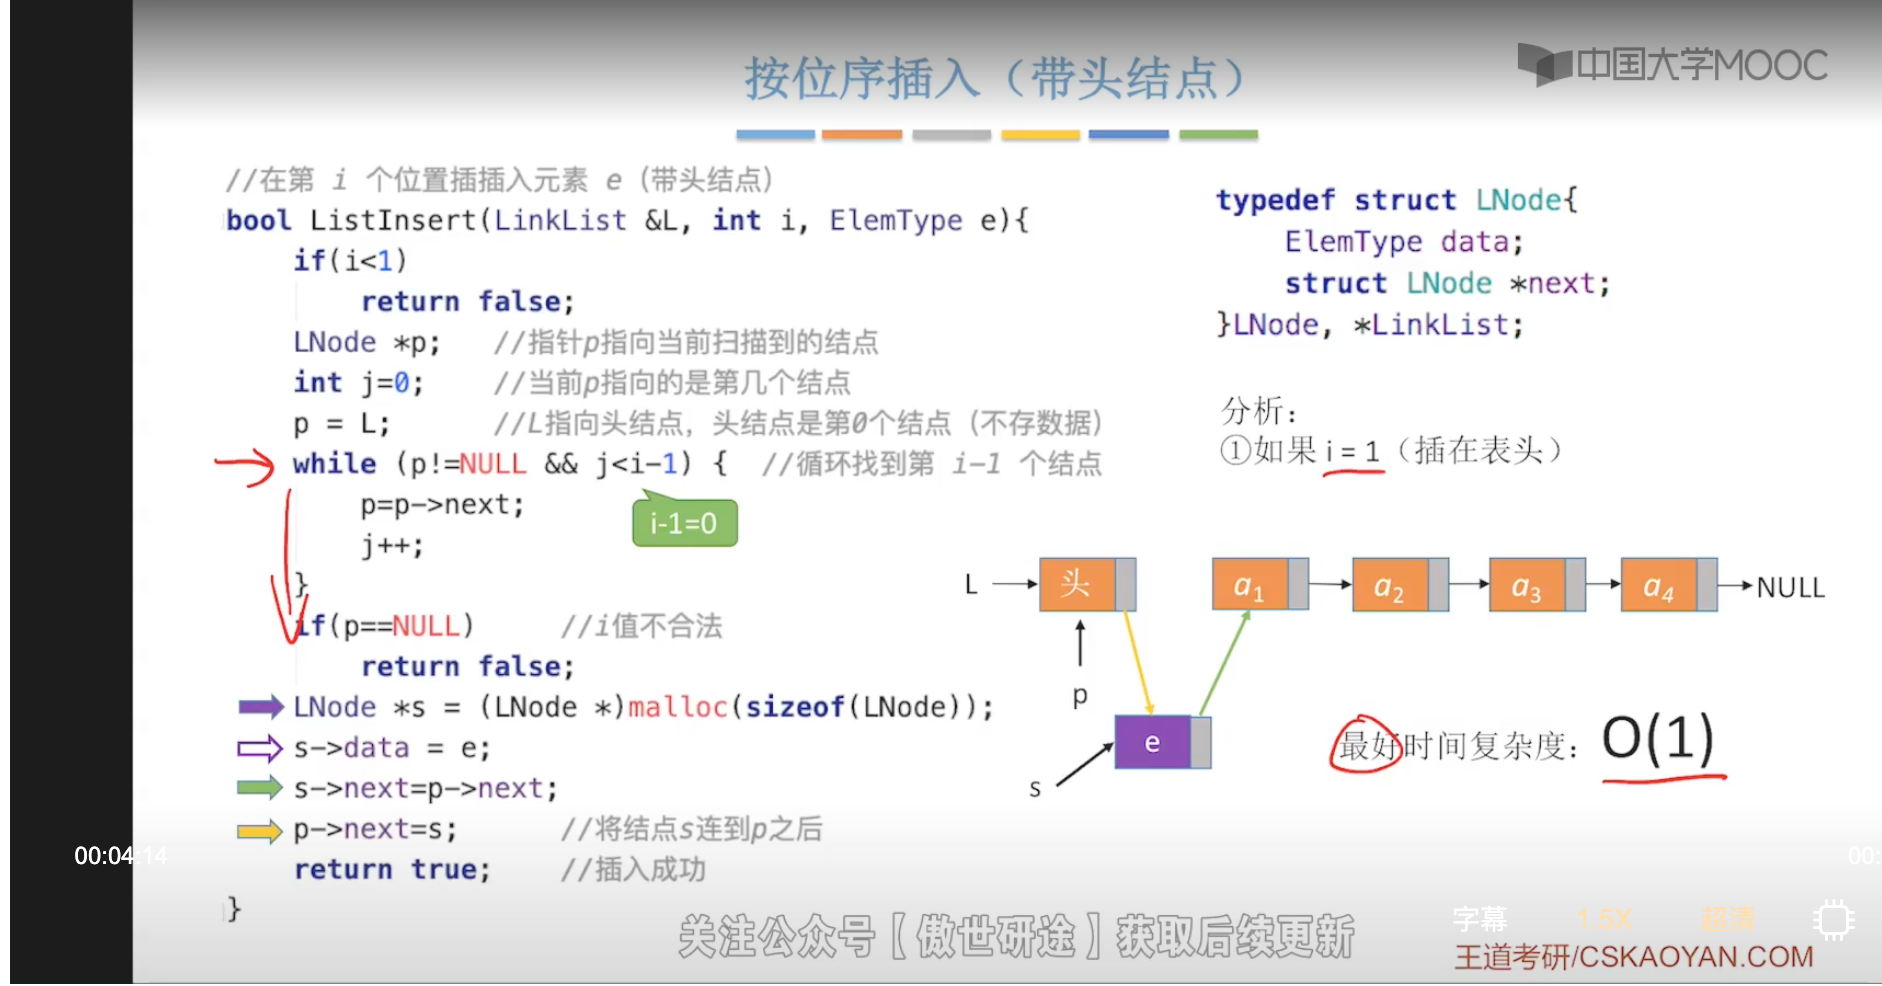 按位序插入（带头结点）
中国大学MOOC
//在第 i 个位置插插入元素 e（带头结点）
bool ListInsert(LinkList &L, int i, ElemType e){
if(i<1)
return false;
LNode *p; //指针p指向当前扫描到的结点
int j=0; //当前p指向的是第几个结点
p = L; //L指向头结点，头结点是第0个结点（不存数据）
while (p!=NULL && j<i-1) { //循环找到第 i-1 个结点
p=p->next;
i-1=0
j++;
}
if(p==NULL) //i值不合法
return false;
LNode *s = (LNode *)malloc(sizeof(LNode));
s->data = e;
s->next=p->next;
p->next=s; //将结点s连到p之后
return true; //插入成功
}
typedef struct LNode{
ElemType data;
struct LNode *next;
}LNode, *LinkList;
分析：
①如果 i = 1（插在表头）
L 头 a1 a2 a3 a4 NULL
p
e
s
最好时间复杂度：O(1)
00:04:14
00:
关注公众号【傲世研途】获取后续更新
字幕 1.5X 超清
王道考研/CSKAOYAN.COM